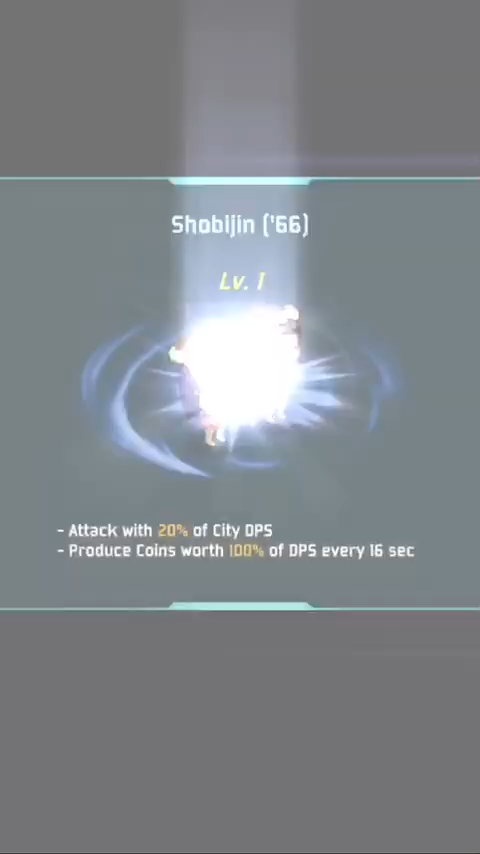 Shobijin ('66)
Lv. 1
- Attack with 20% of City DPS
- Produce Coins worth 100% of DPS every 16 sec